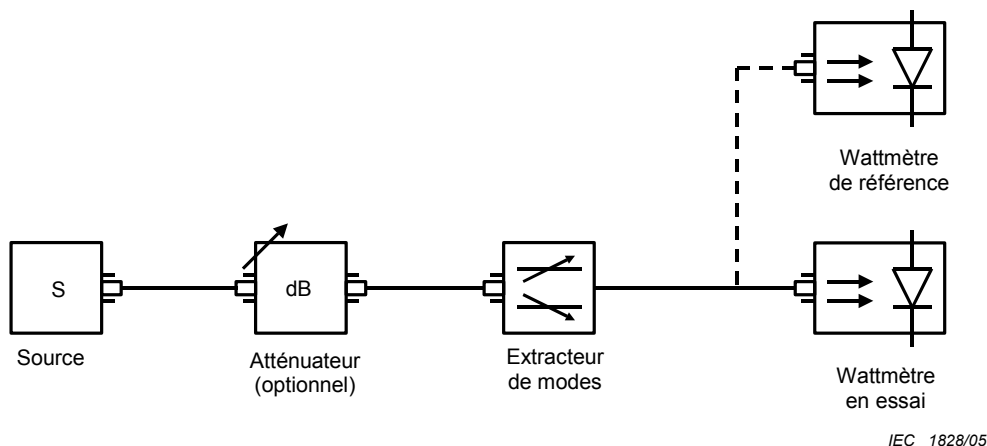 Wattmètre
de référence
S
dB
Source
Atténuateur
(optionnel)
Extracteur
de modes
Wattmètre
en essai
IEC 1828/05